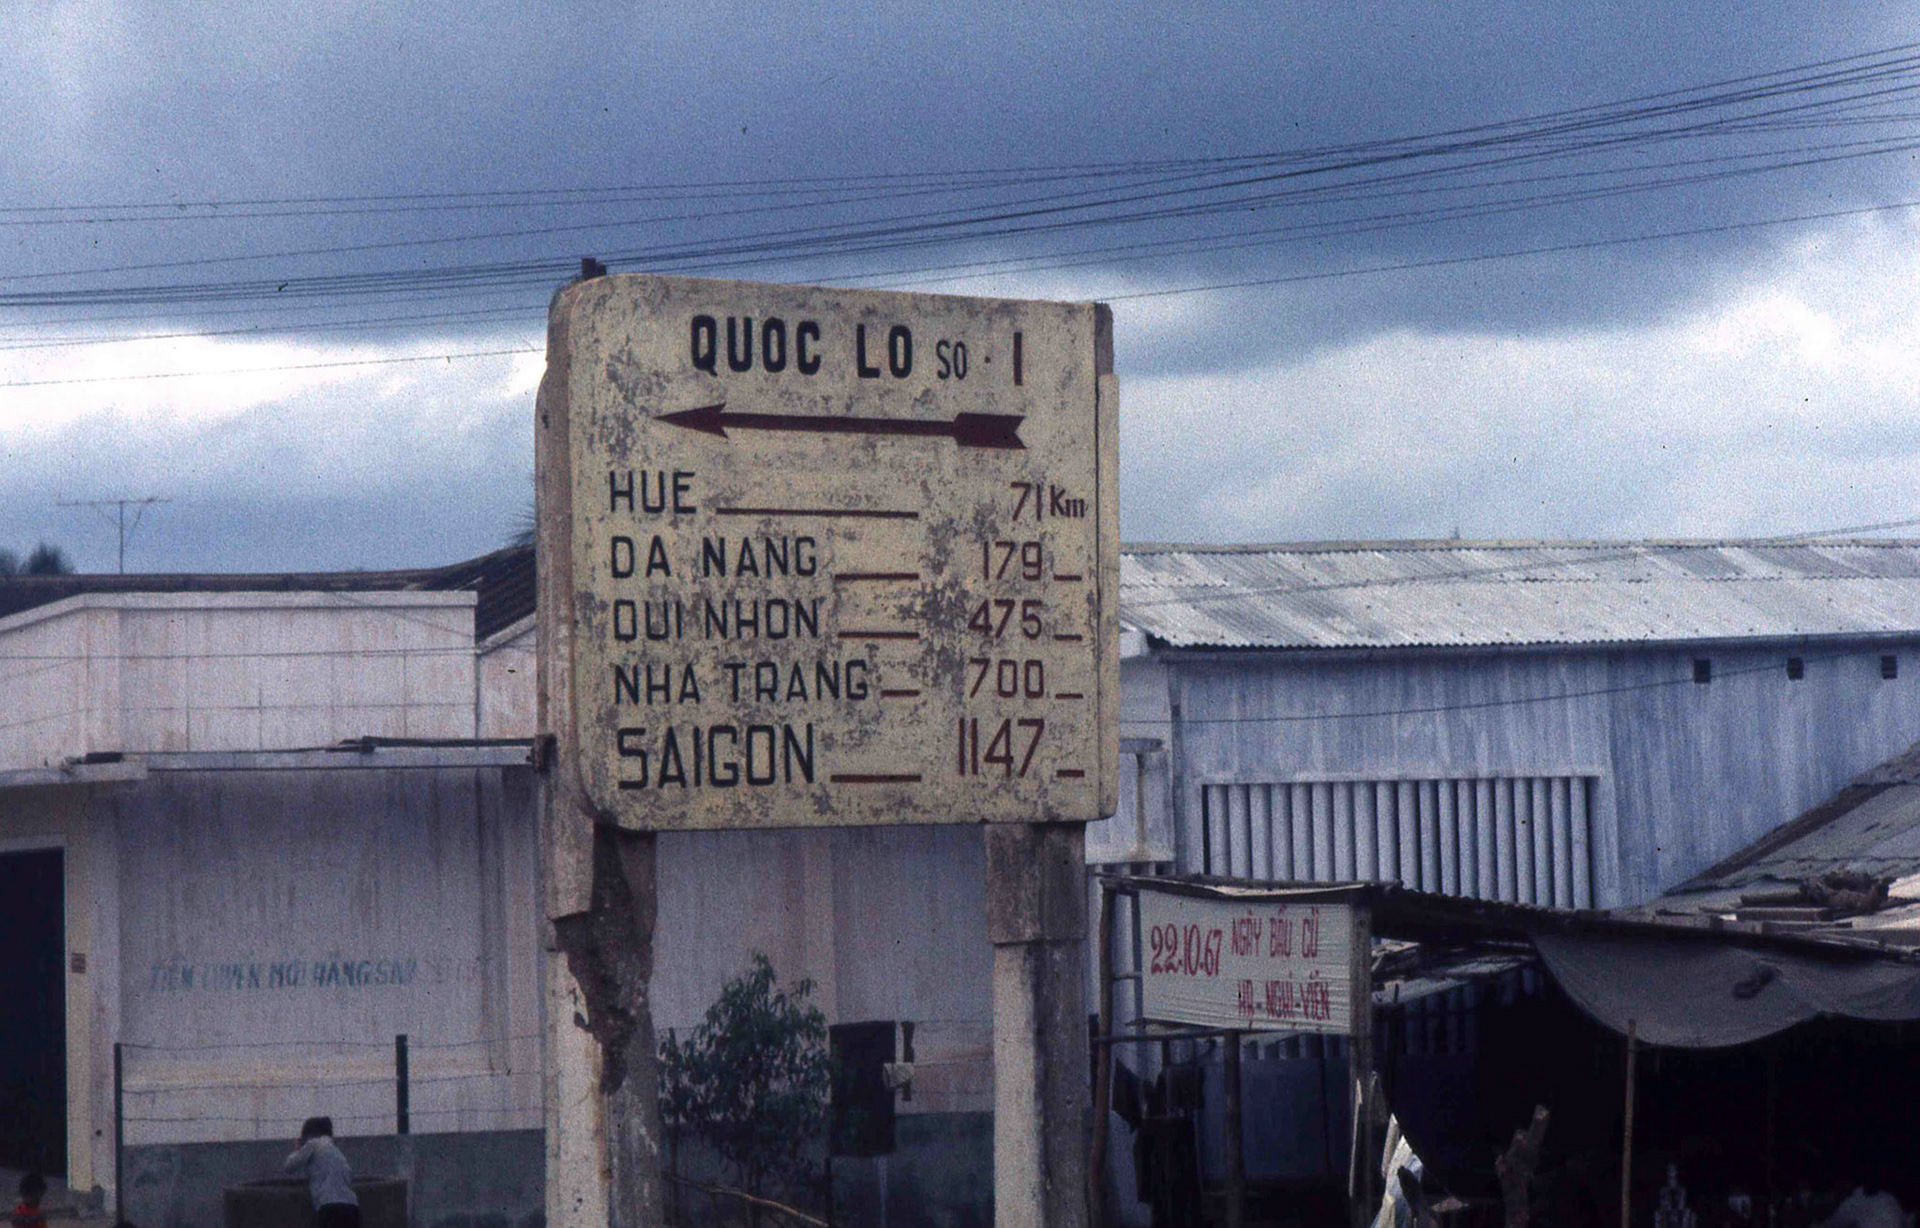 QUOC LO SO · 1
HUE 71 Km
DA NANG 179
QUI NHON 475
NHA TRANG 700
SAIGON 1147
22.10.67 NGÀY BẦU CỬ
HẠ-NGHỊ-VIỆN